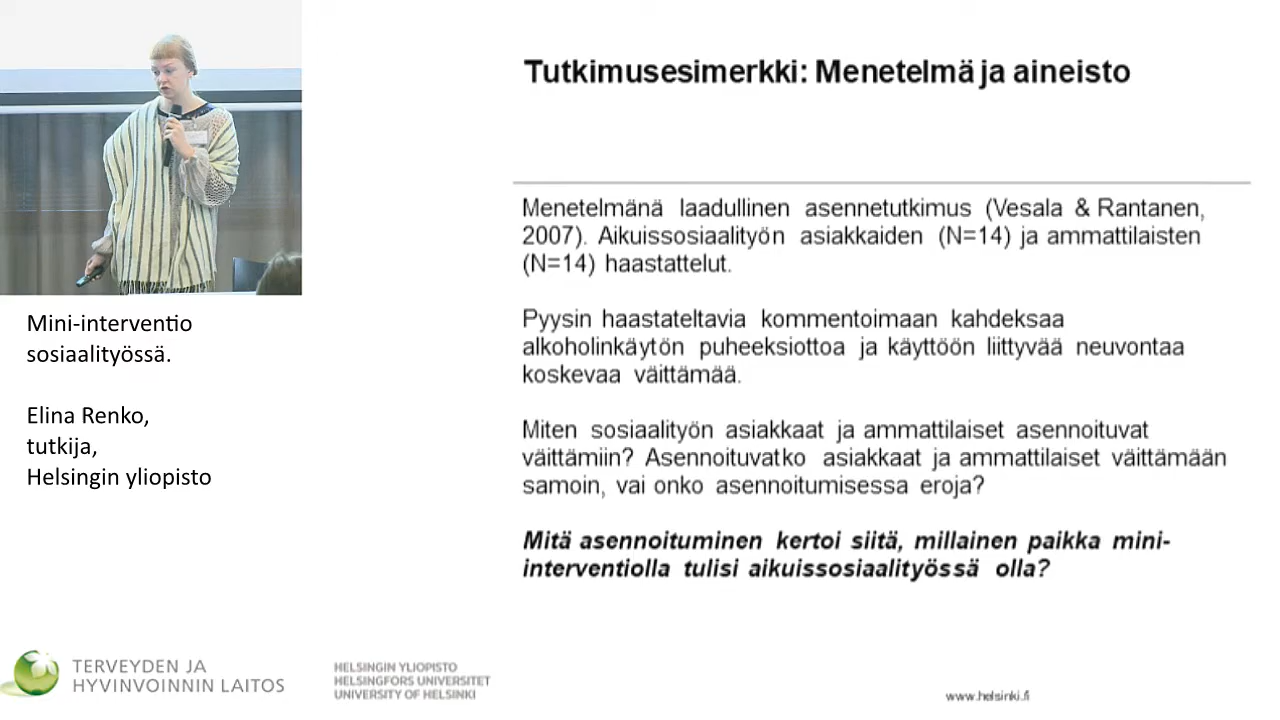 Tutkimusesimerkki: Menetelmä ja aineisto
Menetelmänä laadullinen asennetutkimus (Vesala & Rantanen,
2007). Aikuissosiaalityön asiakkaiden (N=14) ja ammattilaisten
(N=14) haastattelut.
Pyysin haastateltavia kommentoimaan kahdeksaa
alkoholinkäytön puheeksiottoa ja käyttöön liittyvää neuvontaa
koskevaa väittämää.
Miten sosiaalityön asiakkaat ja ammattilaiset asennoituvat
väittämiin? Asennoituvatko asiakkaat ja ammattilaiset väittämään
samoin, vai onko asennoitumisessa eroja?
Mitä asennoituminen kertoi siitä, millainen paikka mini-
interventiolla tulisi aikuissosiaalityössä olla?
Mini-interventio
sosiaalityössä.
Elina Renko,
tutkija,
Helsingin yliopisto
TERVEYDEN JA
HYVINVOINNIN LAITOS
HELSINGIN YLIOPISTO
HELSINGFORS UNIVERSITET
UNIVERSITY OF HELSINKI
www.helsinki.fi